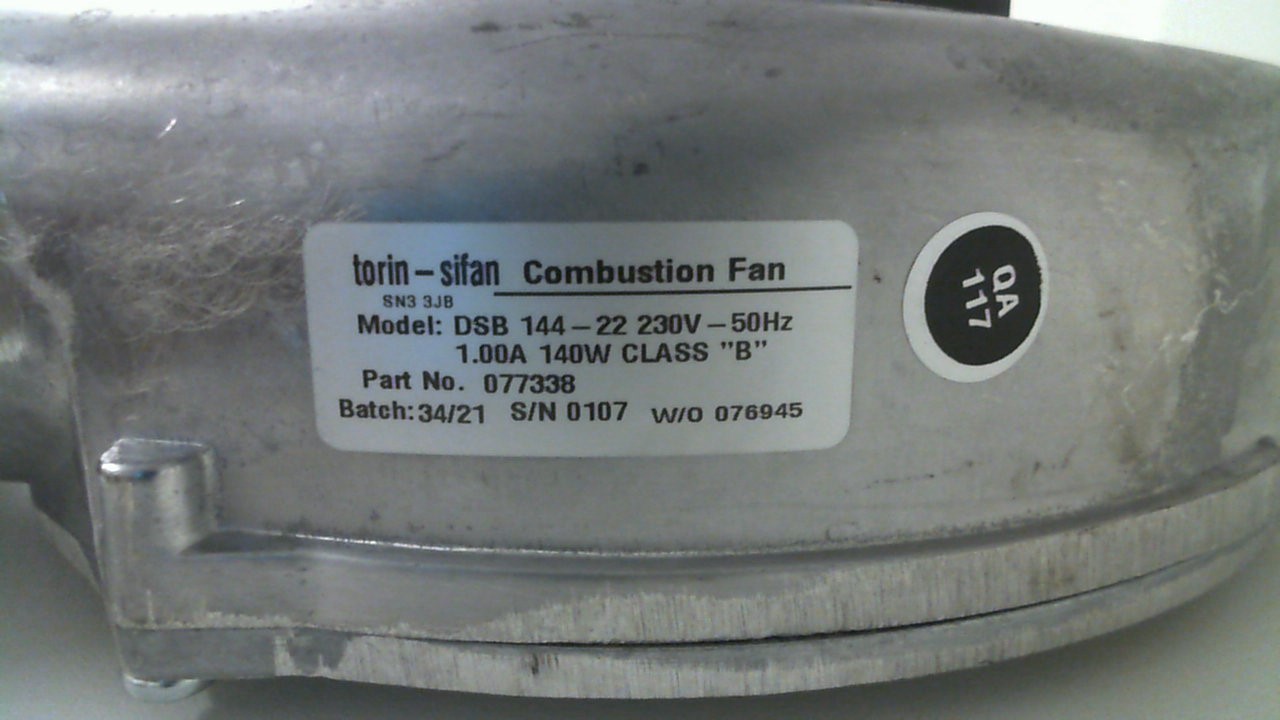 torin-sifan Combustion Fan
SN3 3JB
Model: DSB 144-22 230V-50Hz
1.00A 140W CLASS "B"
Part No. 077338
Batch: 34/21 S/N 0107 W/O 076945
QA
117